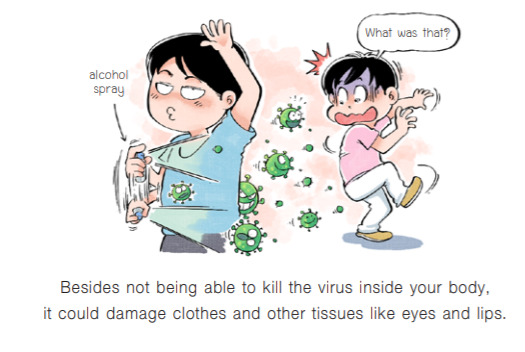 What was that?
alcohol
spray
Besides not being able to kill the virus inside your body,
it could damage clothes and other tissues like eyes and lips.